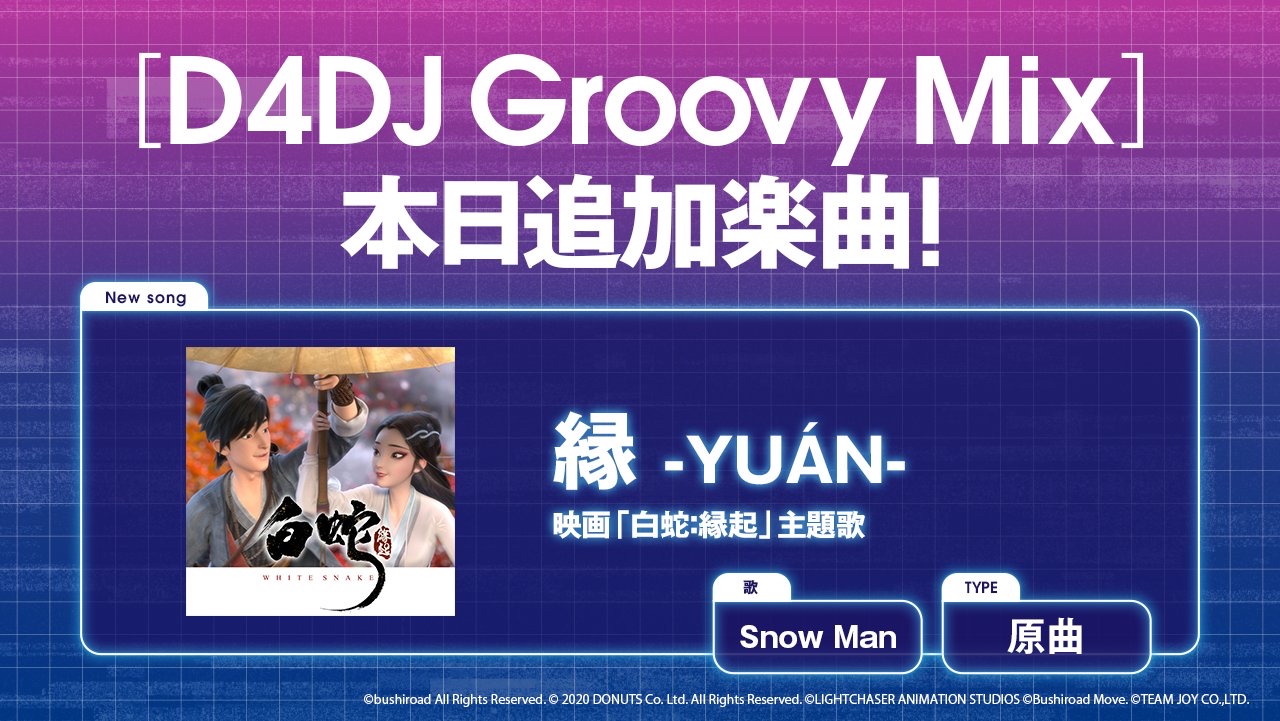 [D4DJ Groovy Mix]
本日追加楽曲!
New song
白蛇
縁起
WHITE SNAKE
縁 -YUÁN-
映画「白蛇:縁起」主題歌
歌
Snow Man
TYPE
原曲
©bushiroad All Rights Reserved. © 2020 DONUTS Co. Ltd. All Rights Reserved. ©LIGHTCHASER ANIMATION STUDIOS ©Bushiroad Move. ©TEAM JOY CO.,LTD.